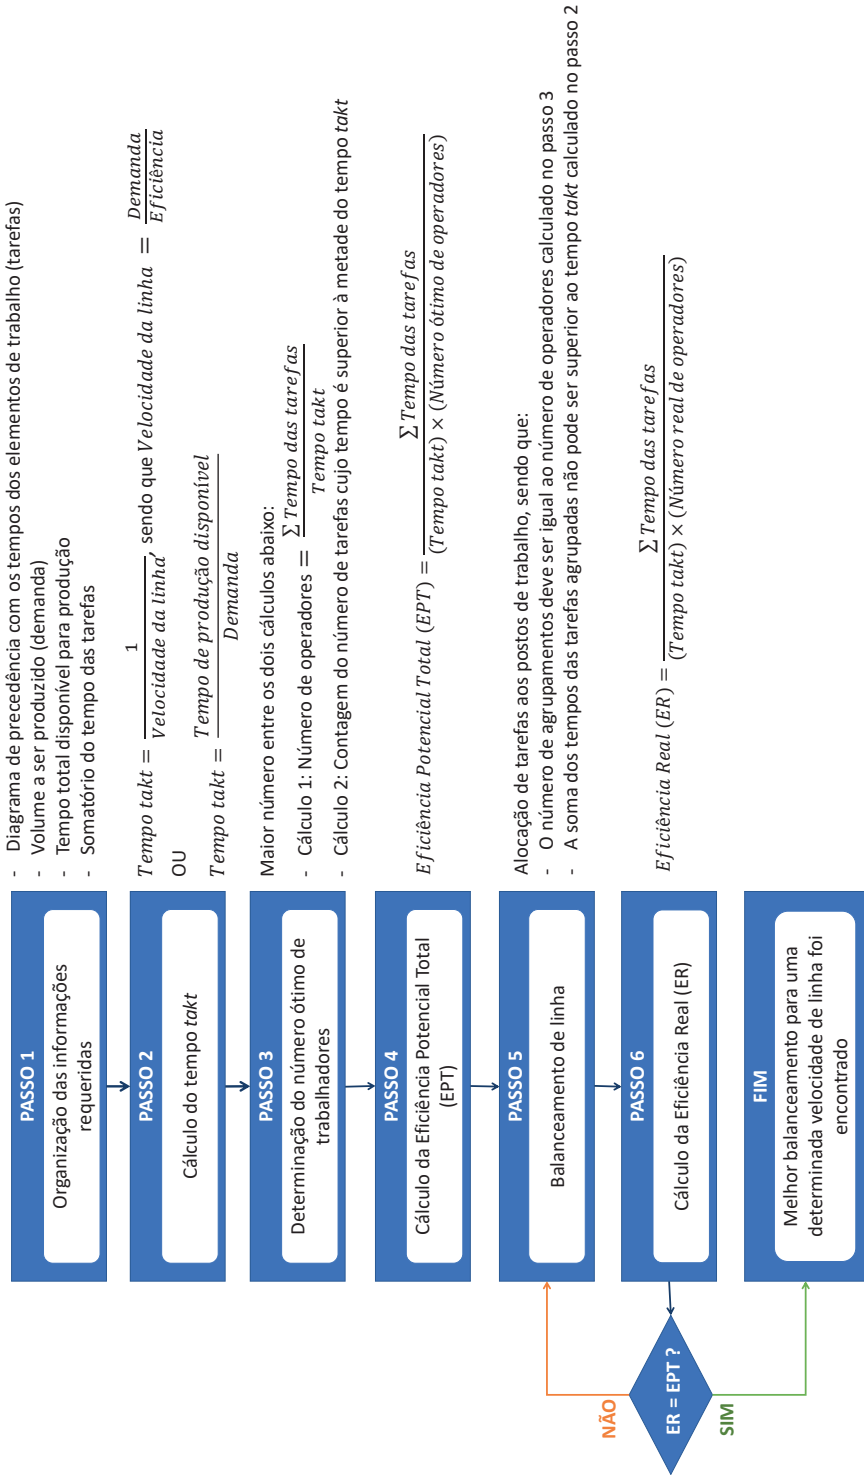 PASSO 1
Organização das informações
requeridas
- Diagrama de precedência com os tempos dos elementos de trabalho (tarefas)
- Volume a ser produzido (demanda)
- Tempo total disponível para produção
- Somatório do tempo das tarefas
PASSO 2
Cálculo do tempo takt
Tempo takt = 1 / Velocidade da linha, sendo que Velocidade da linha = Demanda / Eficiência
OU
Tempo takt = Tempo de produção disponível / Demanda
PASSO 3
Determinação do número ótimo de
trabalhadores
Maior número entre os dois cálculos abaixo:
- Cálculo 1: Número de operadores = ∑ Tempo das tarefas / Tempo takt
- Cálculo 2: Contagem do número de tarefas cujo tempo é superior à metade do tempo takt
PASSO 4
Cálculo da Eficiência Potencial Total
(EPT)
Eficiência Potencial Total (EPT) = ∑ Tempo das tarefas / (Tempo takt) × (Número ótimo de operadores)
PASSO 5
Balanceamento de linha
Alocação de tarefas aos postos de trabalho, sendo que:
- O número de agrupamentos deve ser igual ao número de operadores calculado no passo 3
- A soma dos tempos das tarefas agrupadas não pode ser superior ao tempo takt calculado no passo 2
PASSO 6
Cálculo da Eficiência Real (ER)
Eficiência Real (ER) = ∑ Tempo das tarefas / (Tempo takt) × (Número real de operadores)
ER = EPT ?
NÃO
SIM
FIM
Melhor balanceamento para uma
determinada velocidade de linha foi
encontrado